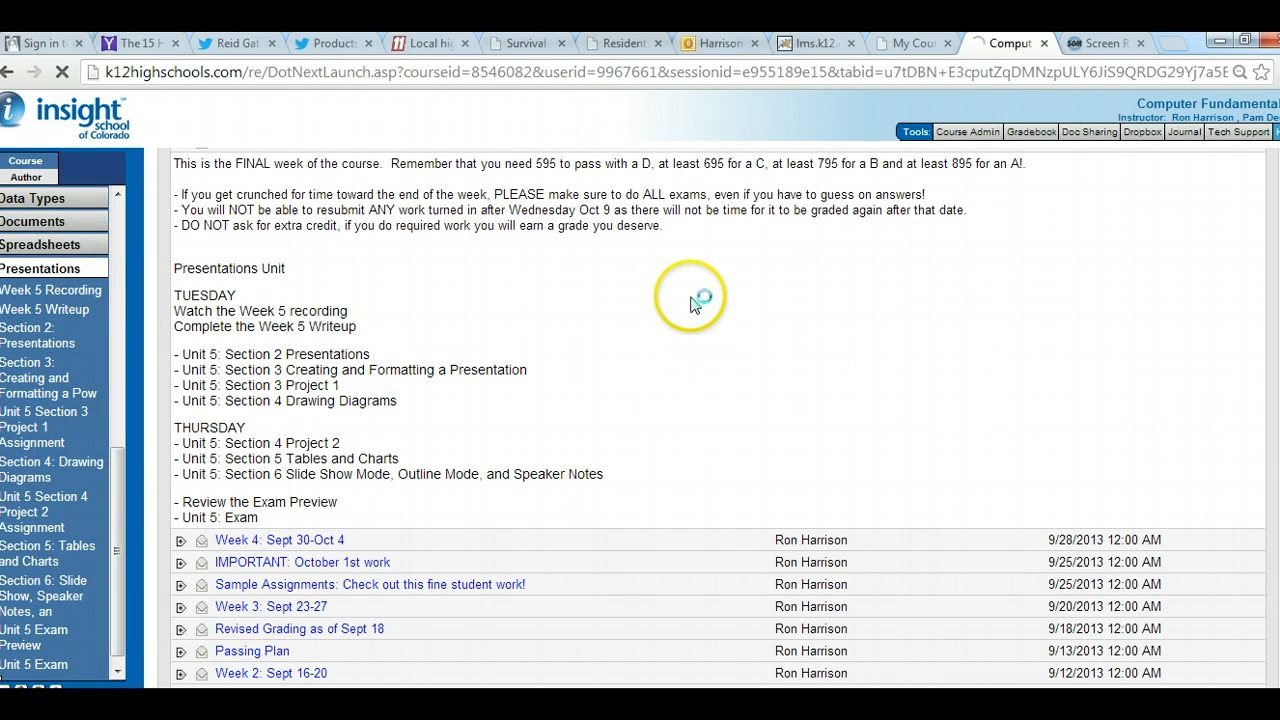 Sign in to
The 15 H
Reid Gat
Products
Local hig
Survival
Resident
Harrison
lms.k12.
My Cour
Comput
Screen R
k12highschools.com/re/DotNextLaunch.asp?courseid=8546082&userid=9967661&sessionid=e955189e15&tabid=u7tDBN+E3cputZqDMNzpULY6JiS9QRDG29Yj7a5E
insight
school
of Colorado
Computer Fundamenta
Instructor: Ron Harrison, Pam De
Tools: Course Admin Gradebook Doc Sharing Dropbox Journal Tech Support
Course
Author
Data Types
Documents
Spreadsheets
Presentations
Week 5 Recording
Week 5 Writeup
Section 2:
Presentations
Section 3:
Creating and
Formatting a Pow
Unit 5 Section 3
Project 1
Assignment
Section 4: Drawing
Diagrams
Unit 5 Section 4
Project 2
Assignment
Section 5: Tables
and Charts
Section 6: Slide
Show, Speaker
Notes, an
Unit 5 Exam
Preview
Unit 5 Exam
This is the FINAL week of the course. Remember that you need 595 to pass with a D, at least 695 for a C, at least 795 for a B and at least 895 for an A!.
- If you get crunched for time toward the end of the week, PLEASE make sure to do ALL exams, even if you have to guess on answers!
- You will NOT be able to resubmit ANY work turned in after Wednesday Oct 9 as there will not be time for it to be graded again after that date.
- DO NOT ask for extra credit, if you do required work you will earn a grade you deserve.
Presentations Unit
TUESDAY
Watch the Week 5 recording
Complete the Week 5 Writeup
- Unit 5: Section 2 Presentations
- Unit 5: Section 3 Creating and Formatting a Presentation
- Unit 5: Section 3 Project 1
- Unit 5: Section 4 Drawing Diagrams
THURSDAY
- Unit 5: Section 4 Project 2
- Unit 5: Section 5 Tables and Charts
- Unit 5: Section 6 Slide Show Mode, Outline Mode, and Speaker Notes
- Review the Exam Preview
- Unit 5: Exam
Week 4: Sept 30-Oct 4 Ron Harrison 9/28/2013 12:00 AM
IMPORTANT: October 1st work Ron Harrison 9/25/2013 12:00 AM
Sample Assignments: Check out this fine student work! Ron Harrison 9/25/2013 12:00 AM
Week 3: Sept 23-27 Ron Harrison 9/20/2013 12:00 AM
Revised Grading as of Sept 18 Ron Harrison 9/18/2013 12:00 AM
Passing Plan Ron Harrison 9/13/2013 12:00 AM
Week 2: Sept 16-20 Ron Harrison 9/12/2013 12:00 AM